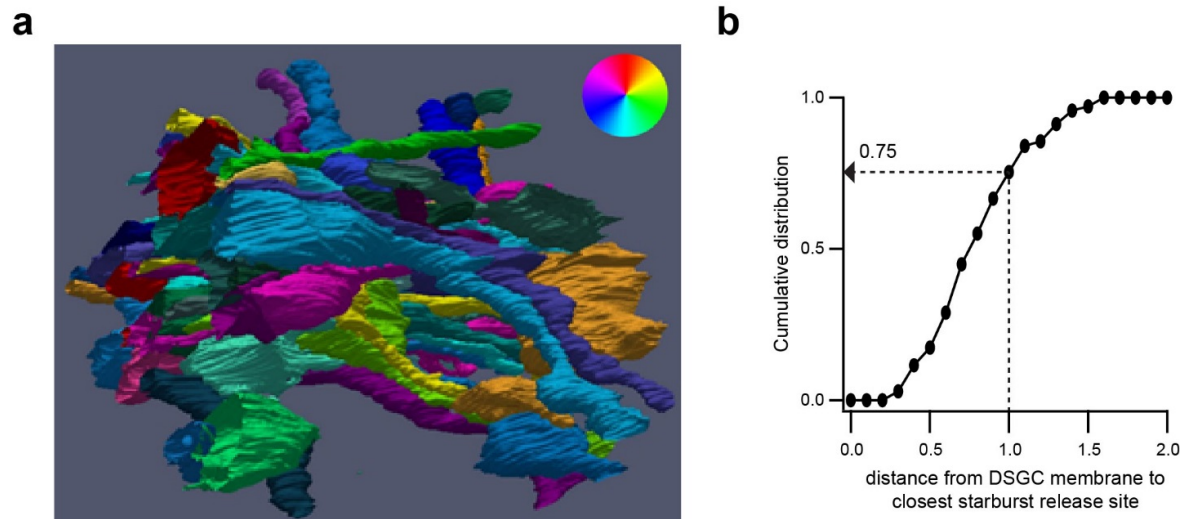 a
b
1.0
0.75
0.5
0.0
Cumulative distribution
0.0 0.5 1.0 1.5 2.0
distance from DSGC membrane to
closest starburst release site